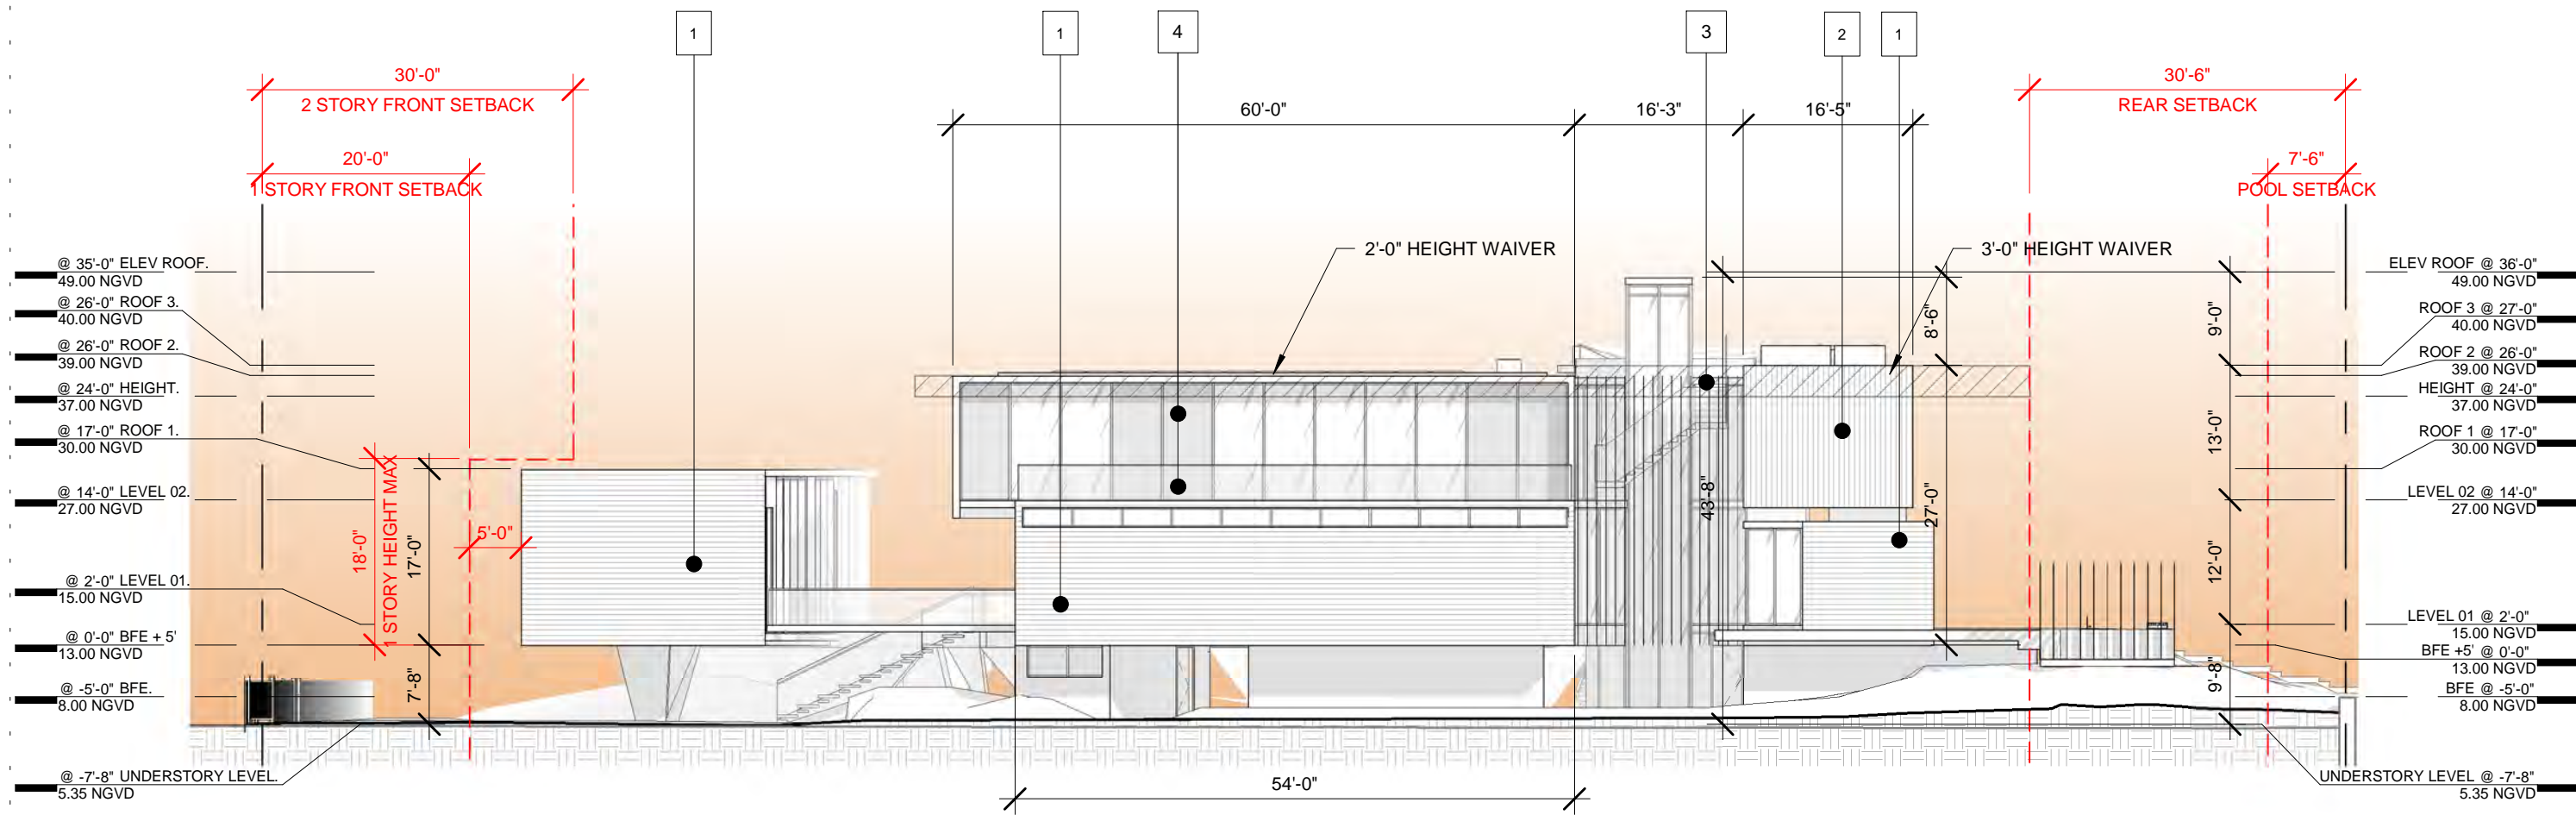 1
1
4
3
2
1
30'-0"
2 STORY FRONT SETBACK
20'-0"
1 STORY FRONT SETBACK
60'-0"
16'-3"
16'-5"
30'-6"
REAR SETBACK
7'-6"
POOL SETBACK
2'-0" HEIGHT WAIVER
3'-0" HEIGHT WAIVER
@ 35'-0" ELEV ROOF.
49.00 NGVD
@ 26'-0" ROOF 3.
40.00 NGVD
@ 26'-0" ROOF 2.
39.00 NGVD
@ 24'-0" HEIGHT.
37.00 NGVD
@ 17'-0" ROOF 1.
30.00 NGVD
@ 14'-0" LEVEL 02.
27.00 NGVD
@ 2'-0" LEVEL 01.
15.00 NGVD
@ 0'-0" BFE + 5'
13.00 NGVD
@ -5'-0" BFE.
8.00 NGVD
@ -7'-8" UNDERSTORY LEVEL.
5.35 NGVD
18'-0"
1 STORY HEIGHT MAX
17'-0"
7'-8"
5'-0"
54'-0"
43'-8"
8'-6"
27'-0"
9'-0"
13'-0"
12'-0"
9'-8"
ELEV ROOF @ 36'-0"
49.00 NGVD
ROOF 3 @ 27'-0"
40.00 NGVD
ROOF 2 @ 26'-0"
39.00 NGVD
HEIGHT @ 24'-0"
37.00 NGVD
ROOF 1 @ 17'-0"
30.00 NGVD
LEVEL 02 @ 14'-0"
27.00 NGVD
LEVEL 01 @ 2'-0"
15.00 NGVD
BFE +5' @ 0'-0"
13.00 NGVD
BFE @ -5'-0"
8.00 NGVD
UNDERSTORY LEVEL @ -7'-8"
5.35 NGVD